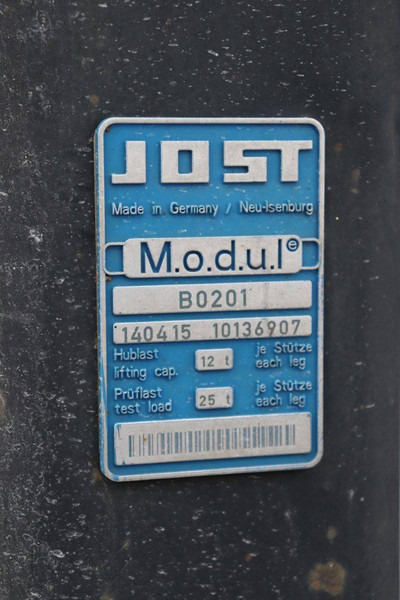 JOST
Made in Germany / Neu-Isenburg
M.o.d.u.l e
B0201
140415 10136907
Hublast 12 t je Stütze
lifting cap. each leg
Prüflast 25 t je Stütze
test load each leg